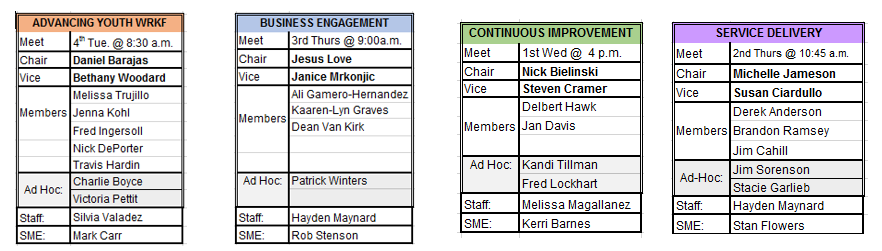 ADVANCING YOUTH WRKF
Meet 4th Tue. @ 8:30 a.m.
Chair Daniel Barajas
Vice Bethany Woodard
Melissa Trujillo
Members Jenna Kohl
Fred Ingersoll
Nick DePorter
Travis Hardin
Ad Hoc: Charlie Boyce
Victoria Pettit
Staff: Silvia Valadez
SME: Mark Carr
BUSINESS ENGAGEMENT
Meet 3rd Thurs @ 9:00a.m.
Chair Jesus Love
Vice Janice Mrkonjic
Ali Gamero-Hernandez
Members Kaaren-Lyn Graves
Dean Van Kirk
Ad Hoc: Patrick Winters
Staff: Hayden Maynard
SME: Rob Stenson
CONTINUOUS IMPROVEMENT
Meet 1st Wed @ 4 p.m.
Chair Nick Bielinski
Vice Steven Cramer
Delbert Hawk
Members Jan Davis
Ad Hoc: Kandi Tillman
Fred Lockhart
Staff: Melissa Magallanez
SME: Kerri Barnes
SERVICE DELIVERY
Meet 2nd Thurs @ 10:45 a.m.
Chair Michelle Jameson
Vice Susan Ciardullo
Derek Anderson
Members Brandon Ramsey
Jim Cahill
Ad-Hoc: Jim Sorenson
Stacie Garlieb
Staff: Hayden Maynard
SME: Stan Flowers